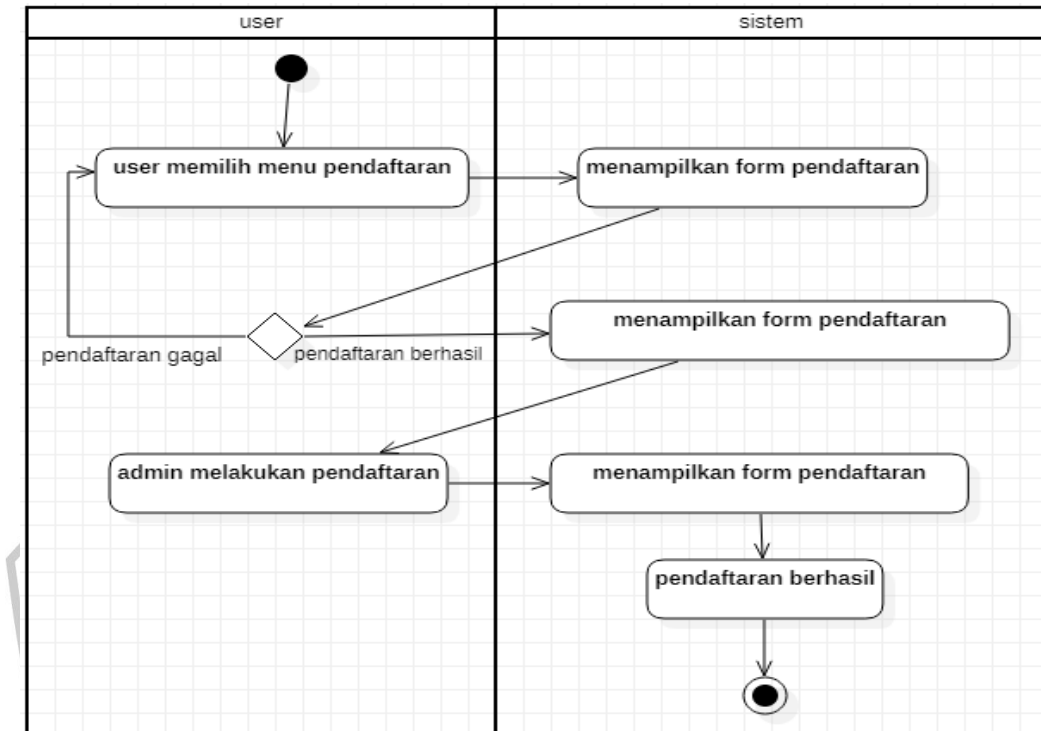 user
sistem
user memilih menu pendaftaran
menampilkan form pendaftaran
menampilkan form pendaftaran
pendaftaran gagal
pendaftaran berhasil
admin melakukan pendaftaran
menampilkan form pendaftaran
pendaftaran berhasil